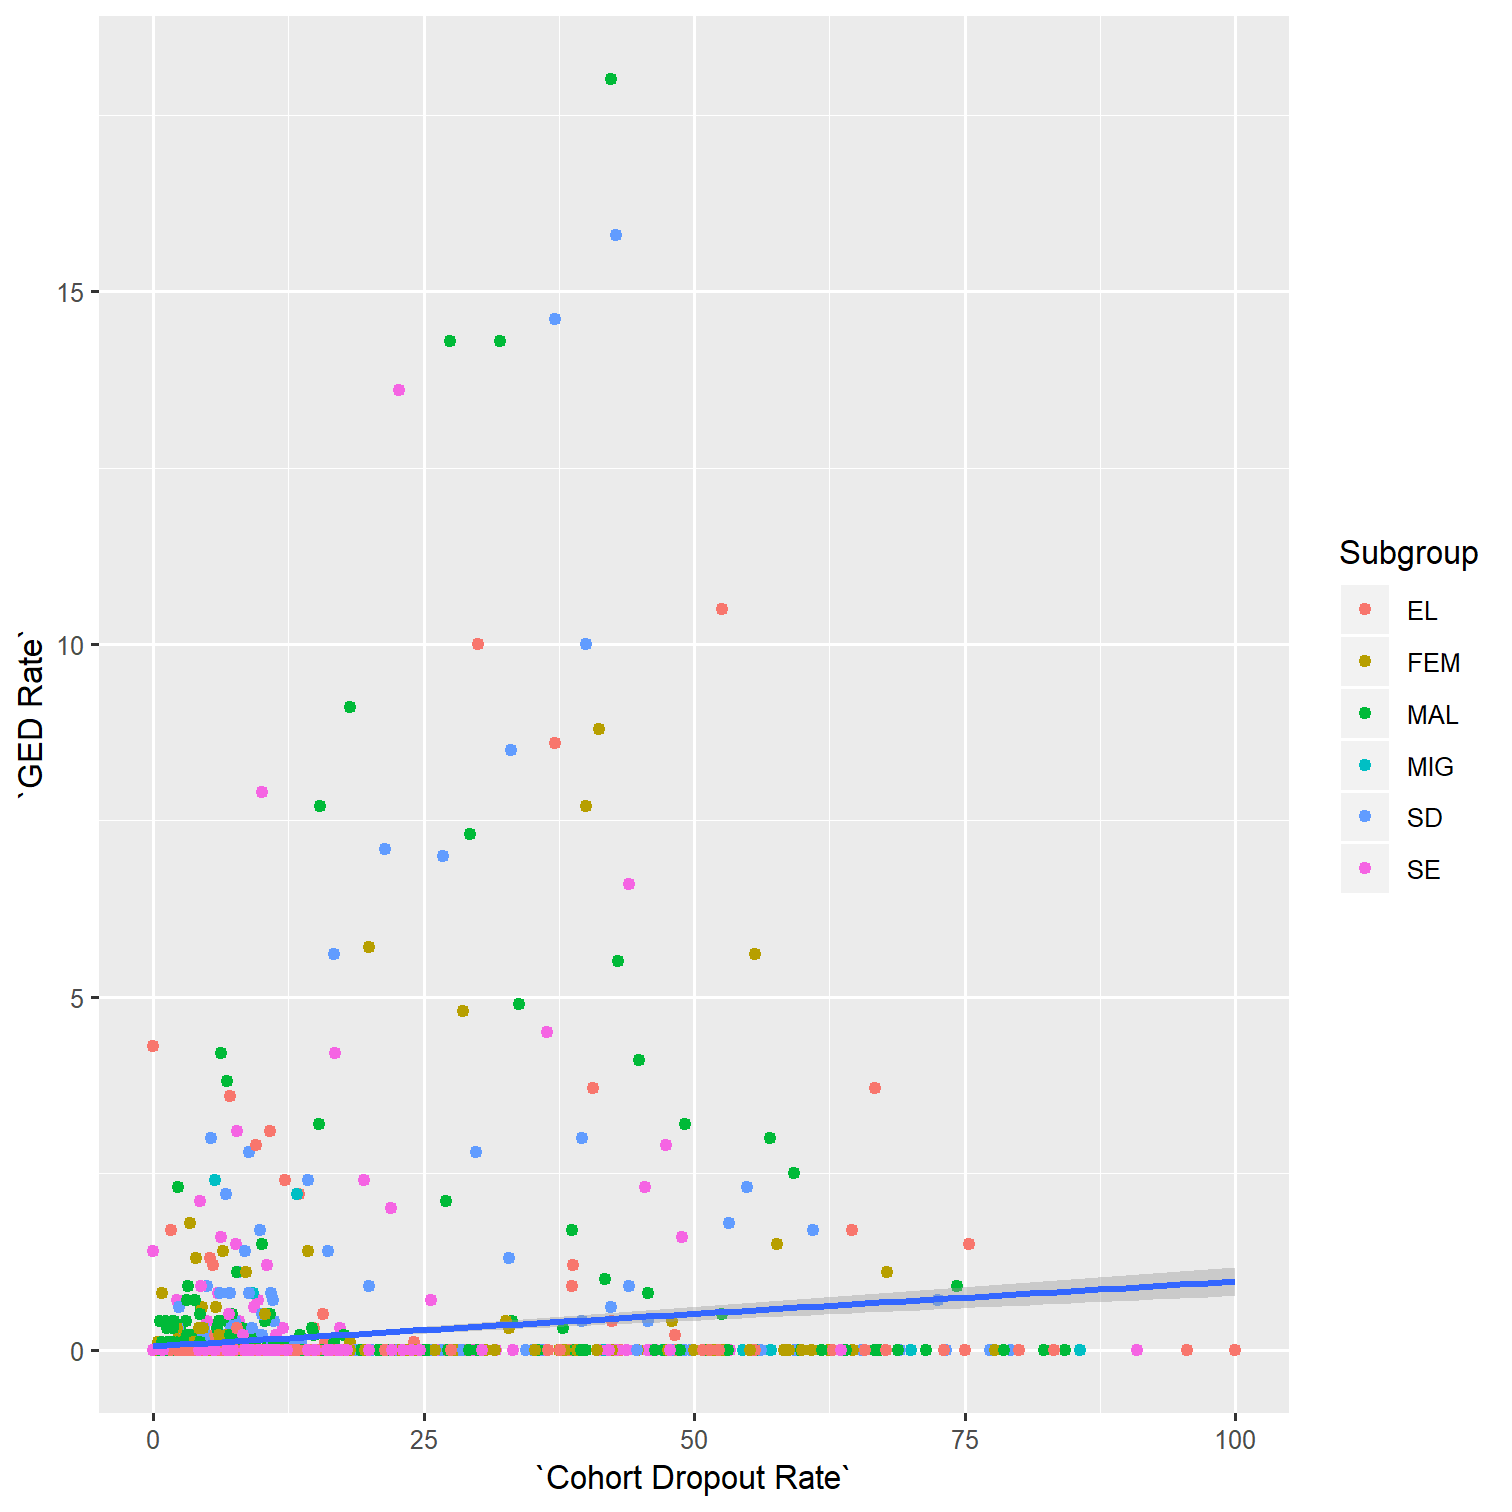 15
10
5
0
`GED Rate`
0 25 50 75 100
`Cohort Dropout Rate`
Subgroup
EL
FEM
MAL
MIG
SD
SE